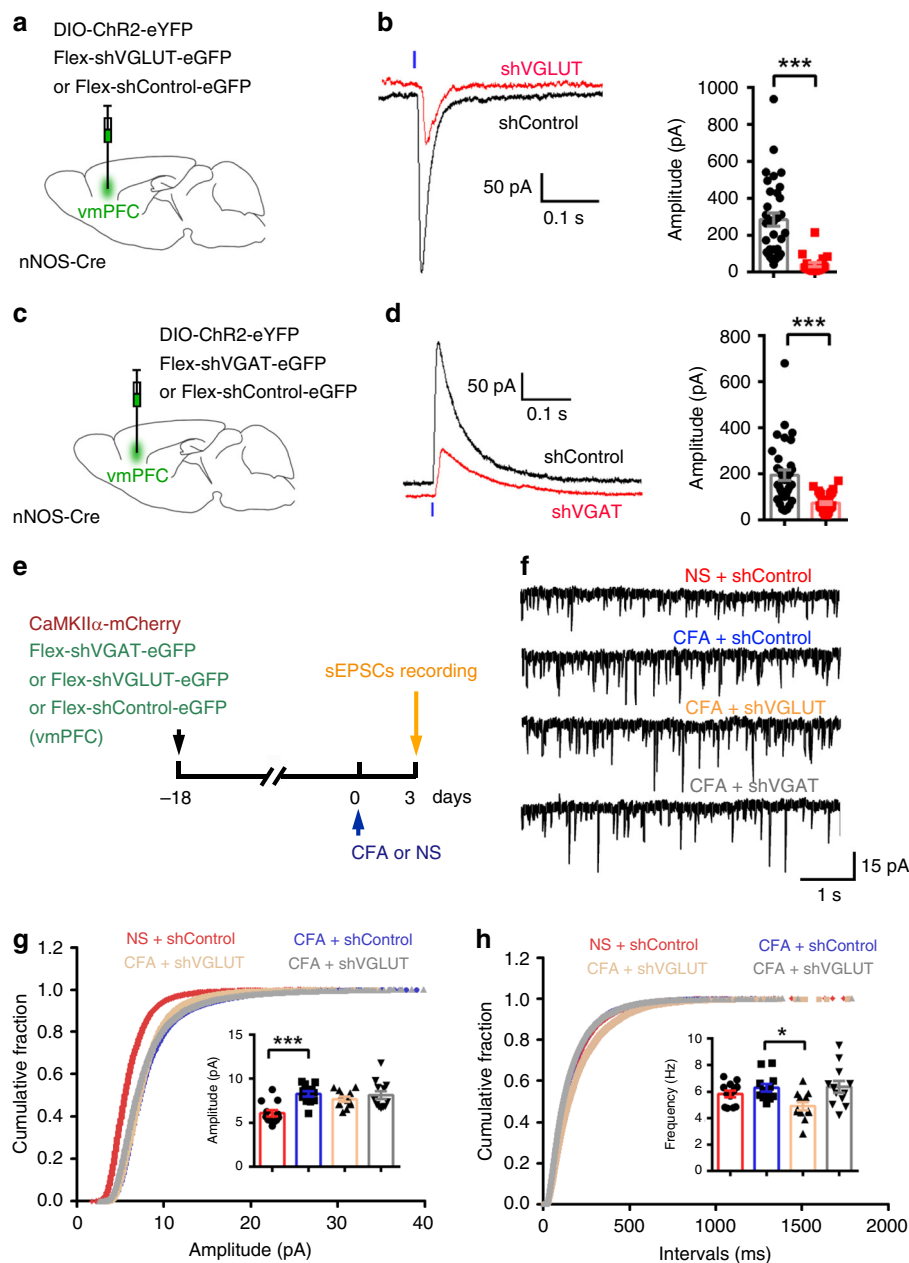 a
DIO-ChR2-eYFP
Flex-shVGLUT-eGFP
or Flex-shControl-eGFP
vmPFC
nNOS-Cre
b
shVGLUT
shControl
50 pA
0.1 s
***
Amplitude (pA)
1000
800
600
400
200
0
c
DIO-ChR2-eYFP
Flex-shVGAT-eGFP
or Flex-shControl-eGFP
vmPFC
nNOS-Cre
d
50 pA
0.1 s
shControl
shVGAT
***
Amplitude (pA)
800
600
400
200
0
e
CaMKIIα-mCherry
Flex-shVGAT-eGFP
or Flex-shVGLUT-eGFP
or Flex-shControl-eGFP
(vmPFC)
sEPSCs recording
–18
0
3
days
CFA or NS
f
NS + shControl
CFA + shControl
CFA + shVGLUT
CFA + shVGAT
15 pA
1 s
g
NS + shControl
CFA + shControl
CFA + shVGLUT
CFA + shVGLUT
Cumulative fraction
1.2
1.0
0.8
0.6
0.4
0.2
0.0
0
10
20
30
40
Amplitude (pA)
Amplitude (pA)
15
10
5
0
***
h
NS + shControl
CFA + shControl
CFA + shVGLUT
CFA + shVGLUT
Cumulative fraction
1.2
1.0
0.8
0.6
0.4
0.2
0.0
0
500
1000
1500
2000
Intervals (ms)
Frequency (Hz)
10
8
6
4
2
0
*